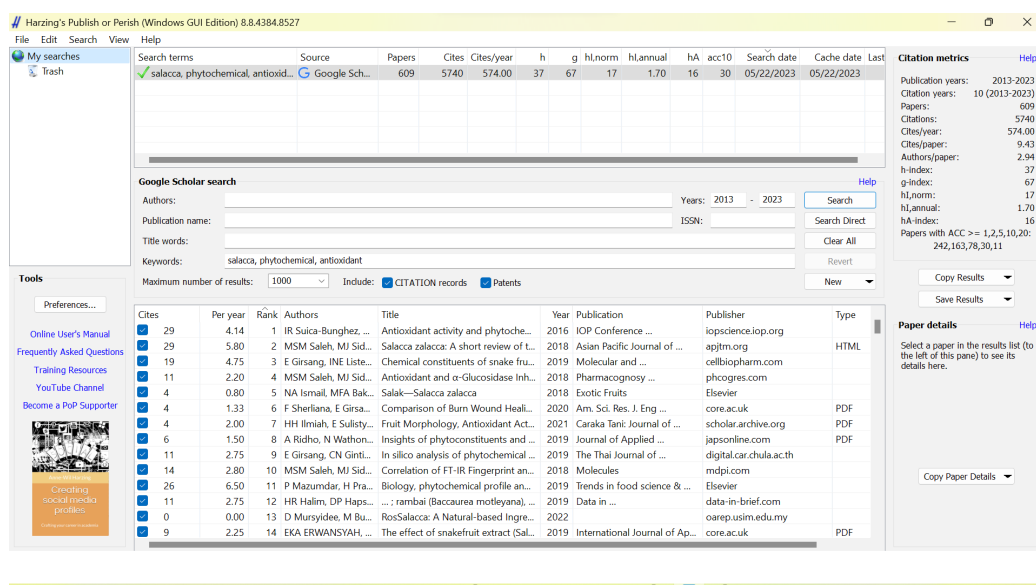 Harzing's Publish or Perish (Windows GUI Edition) 8.8.4384.8527
File Edit Search View Help
My searches
Trash
Search terms Source Papers Cites Cites/year h g hI,norm hI,annual hA acc10 Search date Cache date Last
salacca, phytochemical, antioxid... Google Sch... 609 5740 574.00 37 67 17 1.70 16 30 05/22/2023 05/22/2023
Google Scholar search Help
Authors: Years: 2013 - 2023 Search
Publication name: ISSN: Search Direct
Title words: Clear All
Keywords: salacca, phytochemical, antioxidant Revert
Maximum number of results: 1000 Include: CITATION records Patents New
Cites Per year Rank Authors Title Year Publication Publisher Type
29 4.14 1 IR Suica-Bunghez, ... Antioxidant activity and phytoche... 2016 IOP Conference ... iopscience.iop.org
29 5.80 2 MSM Saleh, MJ Sid... Salacca zalacca: A short review of t... 2018 Asian Pacific Journal of ... apjtm.org HTML
19 4.75 3 E Girsang, INE Liste... Chemical constituents of snake fru... 2019 Molecular and ... cellbiopharm.com
11 2.20 4 MSM Saleh, MJ Sid... Antioxidant and α-Glucosidase Inh... 2018 Pharmacognosy ... phcogres.com
4 0.80 5 NA Ismail, MFA Bak... Salak—Salacca zalacca 2018 Exotic Fruits Elsevier
4 1.33 6 F Sherliana, E Girsa... Comparison of Burn Wound Heali... 2020 Am. Sci. Res. J. Eng ... core.ac.uk PDF
4 2.00 7 HH Ilmiah, E Sulisty... Fruit Morphology, Antioxidant Act... 2021 Caraka Tani: Journal of ... scholar.archive.org PDF
6 1.50 8 A Ridho, N Wathon... Insights of phytoconstituents and ... 2019 Journal of Applied ... japsonline.com PDF
11 2.75 9 E Girsang, CN Ginti... In silico analysis of phytochemical ... 2019 The Thai Journal of ... digital.car.chula.ac.th
14 2.80 10 MSM Saleh, MJ Sid... Correlation of FT-IR Fingerprint an... 2018 Molecules mdpi.com
26 6.50 11 P Mazumdar, H Pra... Biology, phytochemical profile an... 2019 Trends in food science & ... Elsevier
11 2.75 12 HR Halim, DP Haps... ... ; rambai (Baccaurea motleyana), ... 2019 Data in ... data-in-brief.com
0 0.00 13 D Mursyidee, M Bu... RosSalacca: A Natural-based Ingre... 2022 oarep.usim.edu.my
9 2.25 14 EKA ERWANSYAH, ... The effect of snakefruit extract (Sal... 2019 International Journal of Ap... core.ac.uk PDF
Tools
Preferences...
Online User's Manual
Frequently Asked Questions
Training Resources
YouTube Channel
Become a PoP Supporter
Creating
social media
profiles
Citation metrics Help
Publication years: 2013-2023
Citation years: 10 (2013-2023)
Papers: 609
Citations: 5740
Cites/year: 574.00
Cites/paper: 9.43
Authors/paper: 2.94
h-index: 37
g-index: 67
hI,norm: 17
hI,annual: 1.70
hA-index: 16
Papers with ACC >= 1,2,5,10,20:
242,163,78,30,11
Copy Results
Save Results
Paper details Help
Select a paper in the results list (to
the left of this pane) to see its
details here.
Copy Paper Details